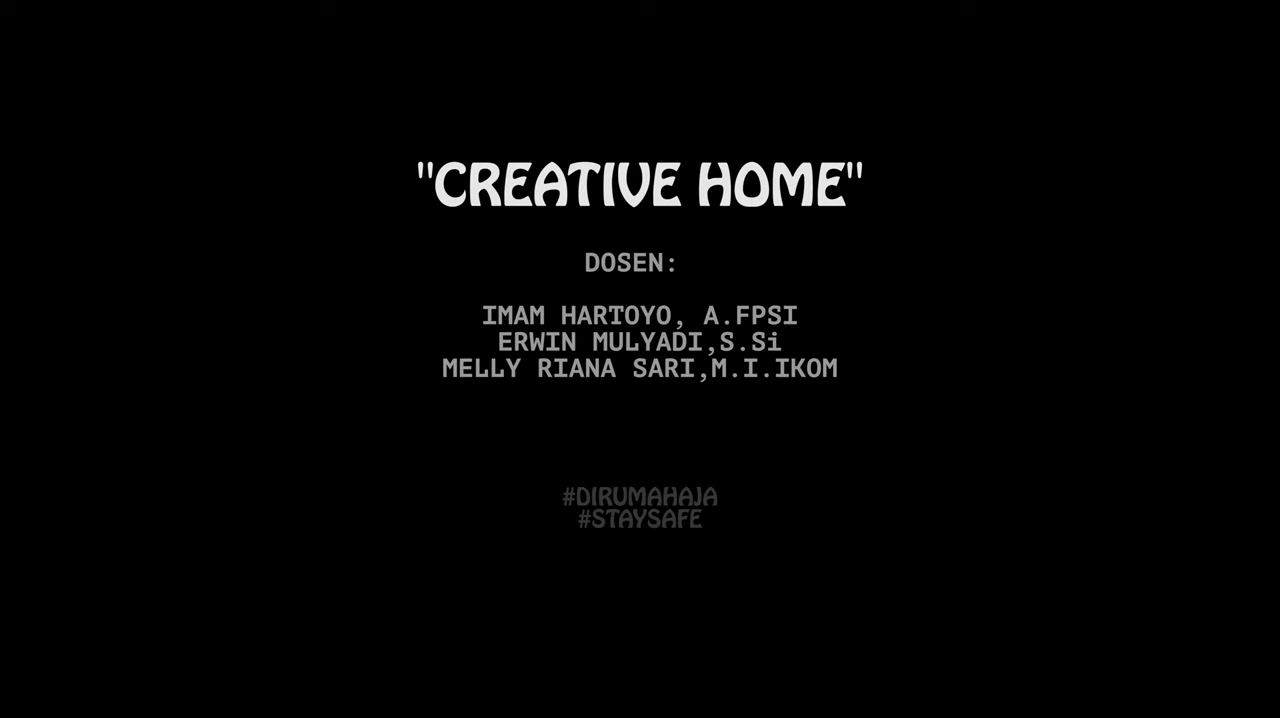 "CREATIVE HOME"
DOSEN:
IMAM HARTOYO, A.FPSI
ERWIN MULYADI,S.Si
MELLY RIANA SARI,M.I.IKOM
#DIRUMAHAJA
#STAYSAFE